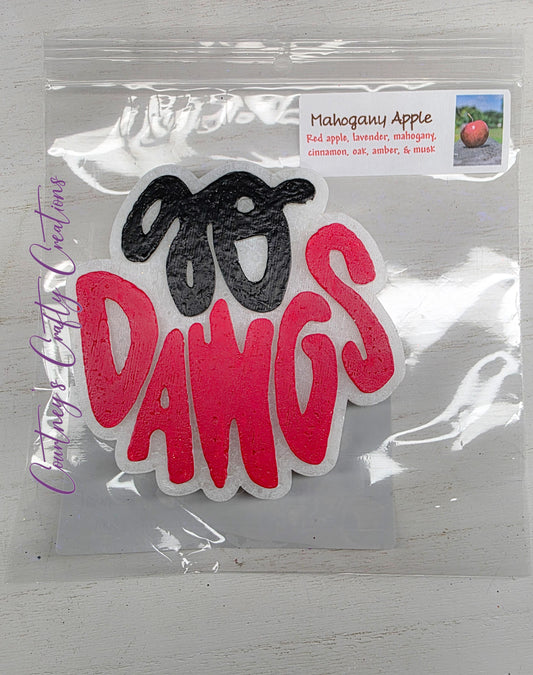 Mahogany Apple
Red apple, lavender, mahogany,
cinnamon, oak, amber, & musk
go
DAWGS
Courtney's Crafty Creations